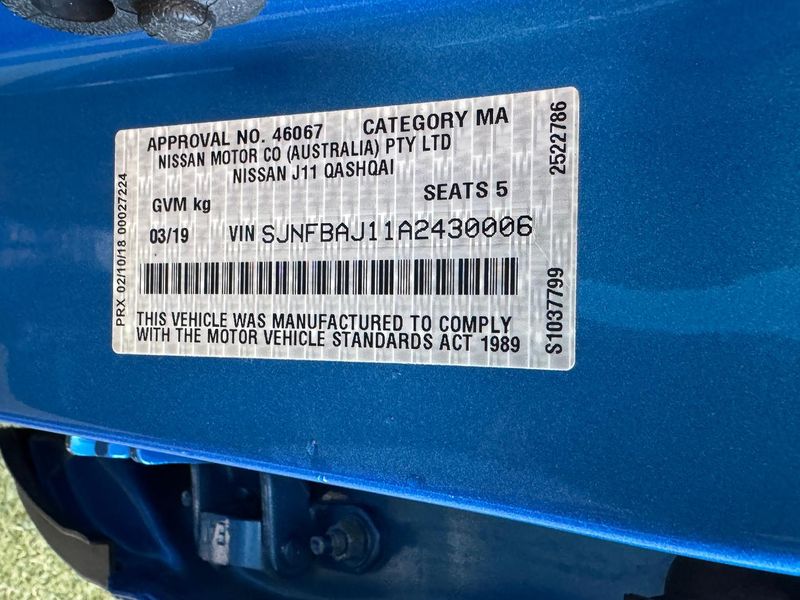 APPROVAL NO. 46067 CATEGORY MA
NISSAN MOTOR CO (AUSTRALIA) PTY LTD
NISSAN J11 QASHQAI
GVM kg SEATS 5
03/19 VIN SJNFBAJ11A2430006
THIS VEHICLE WAS MANUFACTURED TO COMPLY
WITH THE MOTOR VEHICLE STANDARDS ACT 1989
PRX 02/10/18 00027224
S1037799 2522786